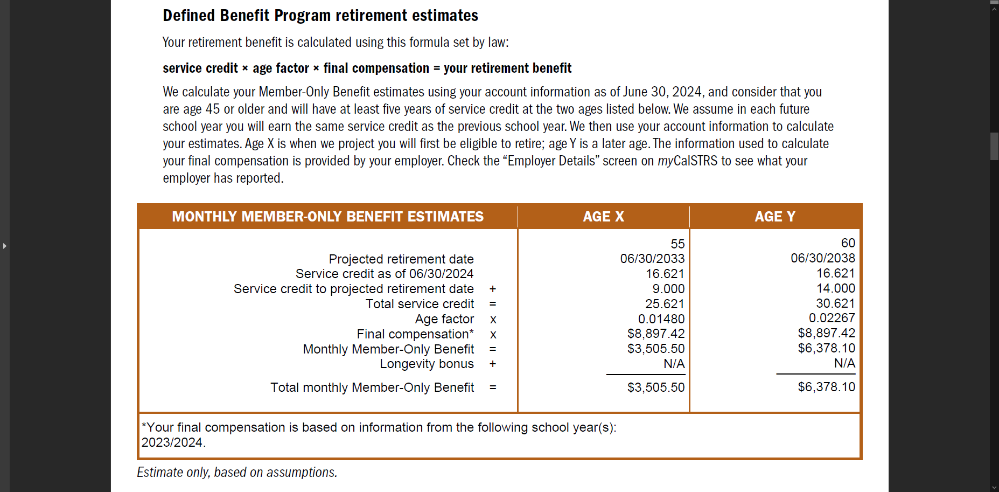 Defined Benefit Program retirement estimates
Your retirement benefit is calculated using this formula set by law:
service credit × age factor × final compensation = your retirement benefit
We calculate your Member-Only Benefit estimates using your account information as of June 30, 2024, and consider that you
are age 45 or older and will have at least five years of service credit at the two ages listed below. We assume in each future
school year you will earn the same service credit as the previous school year. We then use your account information to calculate
your estimates. Age X is when we project you will first be eligible to retire; age Y is a later age. The information used to calculate
your final compensation is provided by your employer. Check the “Employer Details” screen on myCalSTRS to see what your
employer has reported.
MONTHLY MEMBER-ONLY BENEFIT ESTIMATES AGE X AGE Y
55 60
Projected retirement date 06/30/2033 06/30/2038
Service credit as of 06/30/2024 16.621 16.621
Service credit to projected retirement date + 9.000 14.000
Total service credit = 25.621 30.621
Age factor x 0.01480 0.02267
Final compensation* x $8,897.42 $8,897.42
Monthly Member-Only Benefit = $3,505.50 $6,378.10
Longevity bonus + N/A N/A
Total monthly Member-Only Benefit = $3,505.50 $6,378.10
*Your final compensation is based on information from the following school year(s):
2023/2024.
Estimate only, based on assumptions.